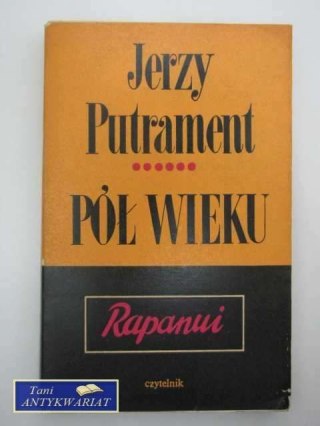 Jerzy
Putrament
PÓŁ WIEKU
Rapanui
czytelnik
Tani
ANTYKWARIAT